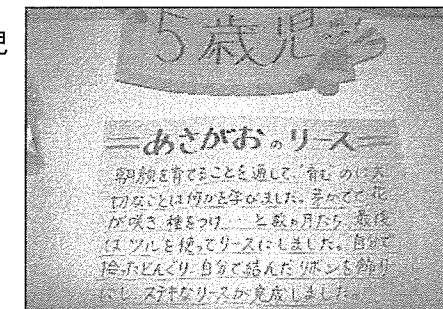 児
5歳児
あさがおのリース
朝顔を育てることを通して、育むのに大
切なことは何かを学びました。芽がでて、花
が咲き 種をつけ…と数ヶ月たち、最後
はツルを使ってリースにしました。自分で
拾ったどんぐり、自分で結んだリボンを飾り
にし、ステキなリースが完成しました。